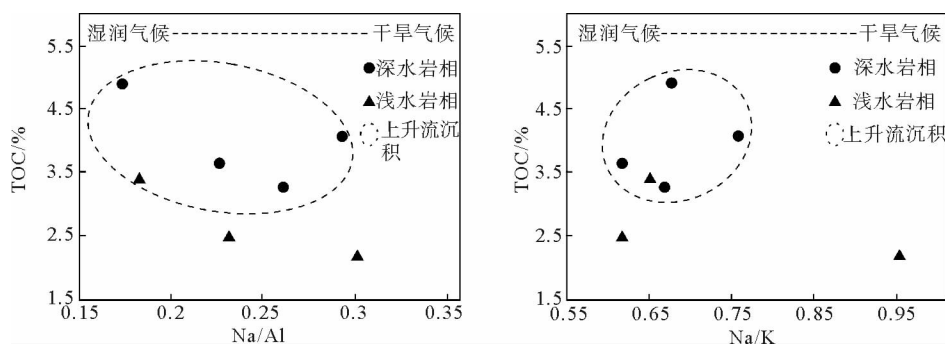 湿润气候 干旱气候
5.5
4.5
3.5
2.5
1.5
TOC/%
深水岩相
浅水岩相
上升流沉
积
0.15 0.2 0.25 0.3 0.35
Na/Al
湿润气候 干旱气候
5.5
4.5
3.5
2.5
1.5
TOC/%
深水岩相
浅水岩相
上升流沉积
0.55 0.65 0.75 0.85 0.95
Na/K